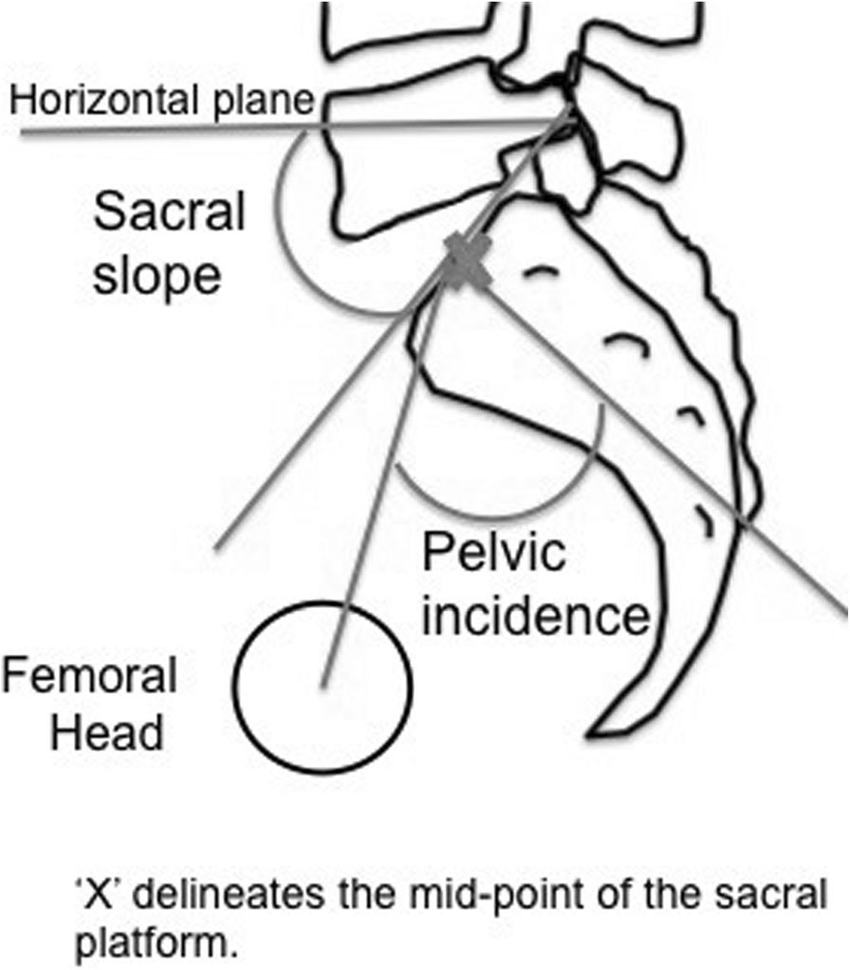 Horizontal plane
Sacral
slope
Pelvic
incidence
Femoral
Head
‘X’ delineates the mid-point of the sacral
platform.